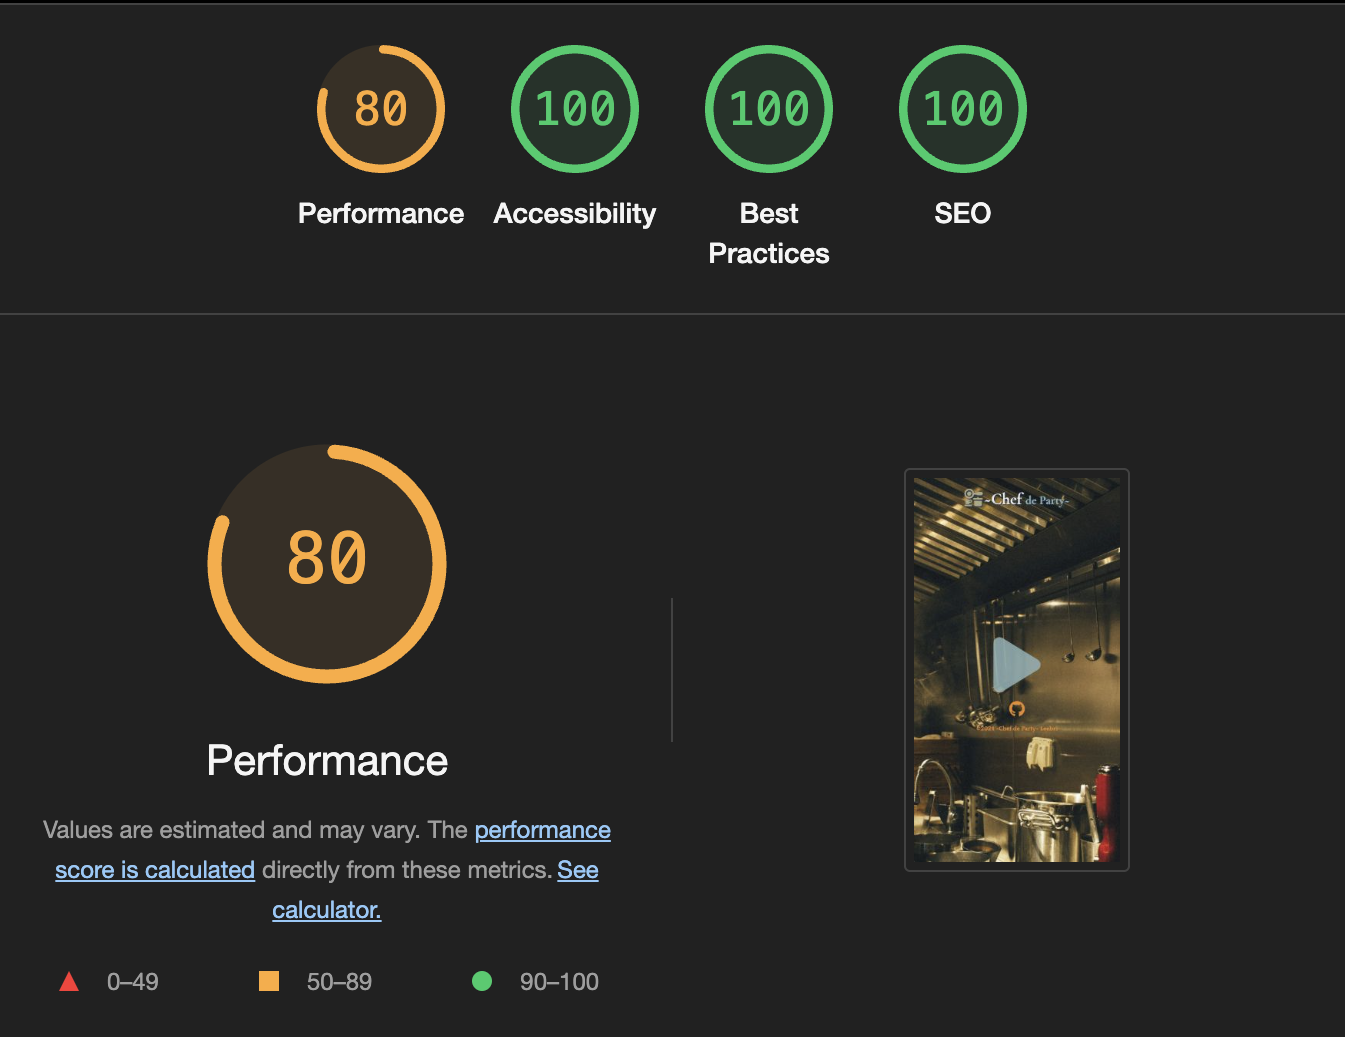 80
100
100
100
Performance
Accessibility
Best
Practices
SEO
80
Performance
Values are estimated and may vary. The performance
score is calculated directly from these metrics. See
calculator.
0–49
50–89
90–100
-Chef de Party-